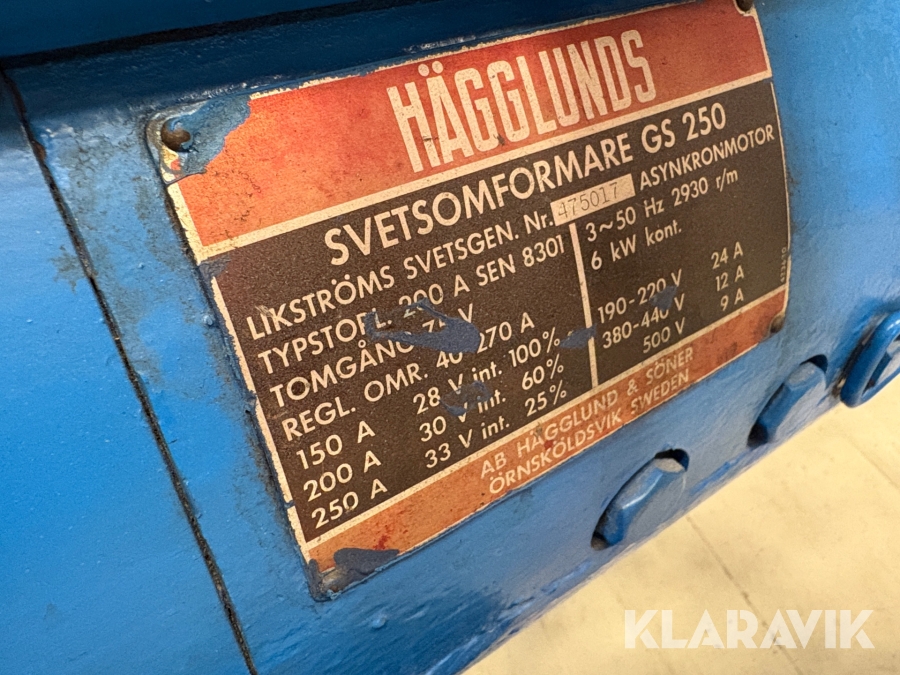 HÄGGLUNDS
SVETSOMFORMARE GS 250
LIKSTRÖMS SVETSGEN. Nr. 475017
TYPSTORL. 200 A SEN 8301
TOMGÅNG V
REGL. OMR. 40-270 A
150 A 28 V int. 100%
200 A 30 V int. 60%
250 A 33 V int. 25%
ASYNKRONMOTOR
3~50 Hz 2930 r/m
6 kW kont.
190-220 V 24 A
380-440 V 12 A
500 V 9 A
AB HÄGGLUND & SÖNER
ÖRNSKÖLDSVIK SWEDEN
KLARAVIK